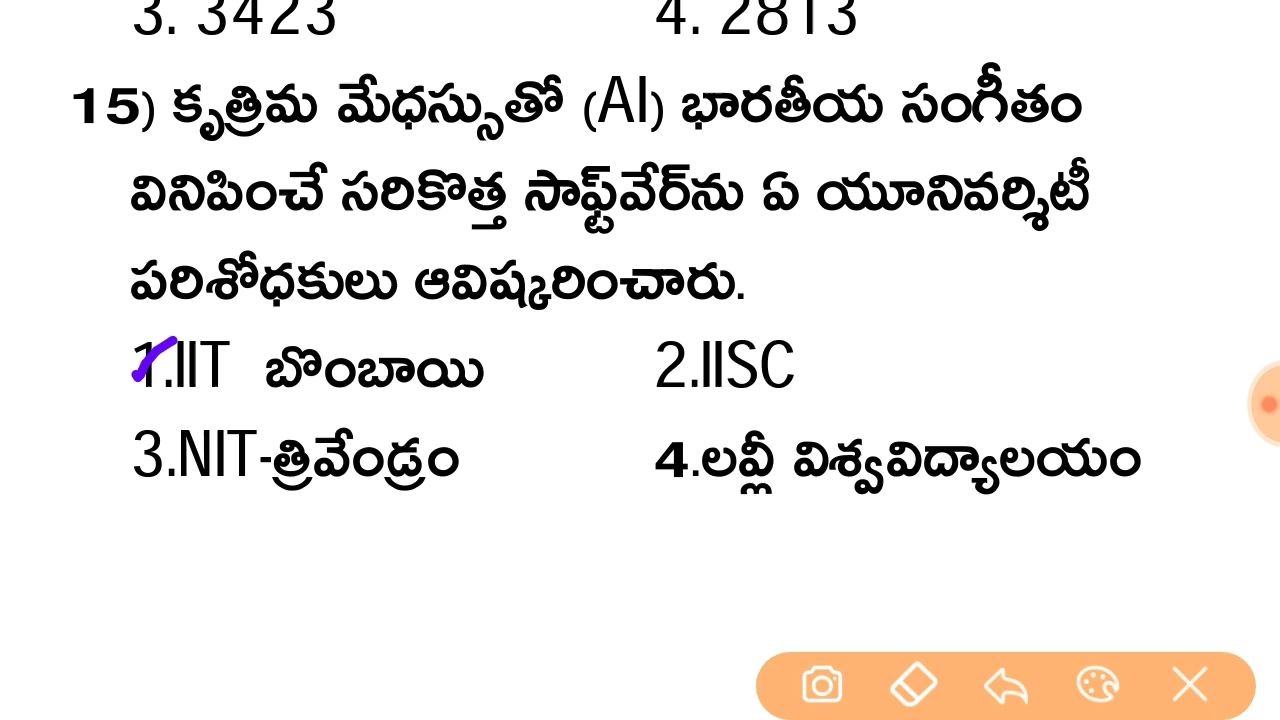 3. 3423 4. 2813
15) కృత్రిమ మేధస్సుతో (AI) భారతీయ సంగీతం
వినిపించే సరికొత్త సాఫ్ట్‌వేర్‌ను ఏ యూనివర్శిటీ
పరిశోధకులు ఆవిష్కరించారు.
1.IIT బొంబాయి 2.IISC
3.NIT-త్రివేండ్రం 4.లవ్లీ విశ్వవిద్యాలయం